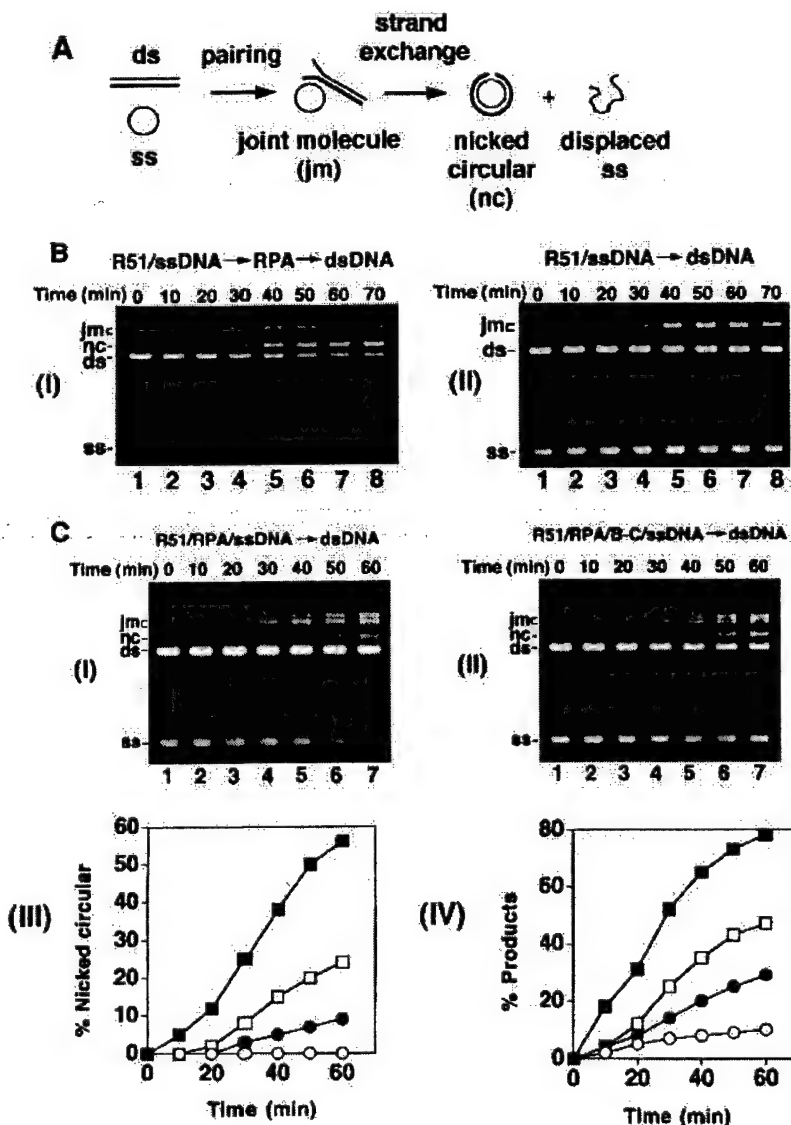 A
ds
pairing
strand
exchange
ss
joint molecule
(jm)
nicked
circular
(nc)
+
displaced
ss
B
R51/ssDNA→RPA→dsDNA
Time (min) 0 10 20 30 40 50 60 70
jm
nc
ds
ss
(I)
1 2 3 4 5 6 7 8
R51/ssDNA→dsDNA
Time (min) 0 10 20 30 40 50 60 70
jm
ds
ss
(II)
1 2 3 4 5 6 7 8
C
R51/RPA/ssDNA→dsDNA
Time (min) 0 10 20 30 40 50 60
jm
nc
ds
ss
(I)
1 2 3 4 5 6 7
R51/RPA/B-C/ssDNA→dsDNA
Time (min) 0 10 20 30 40 50 60
jm
nc
ds
ss
(II)
1 2 3 4 5 6 7
(III)
% Nicked circular
60
50
40
30
20
10
0
0 20 40 60
Time (min)
(IV)
% Products
80
60
40
20
0
0 20 40 60
Time (min)